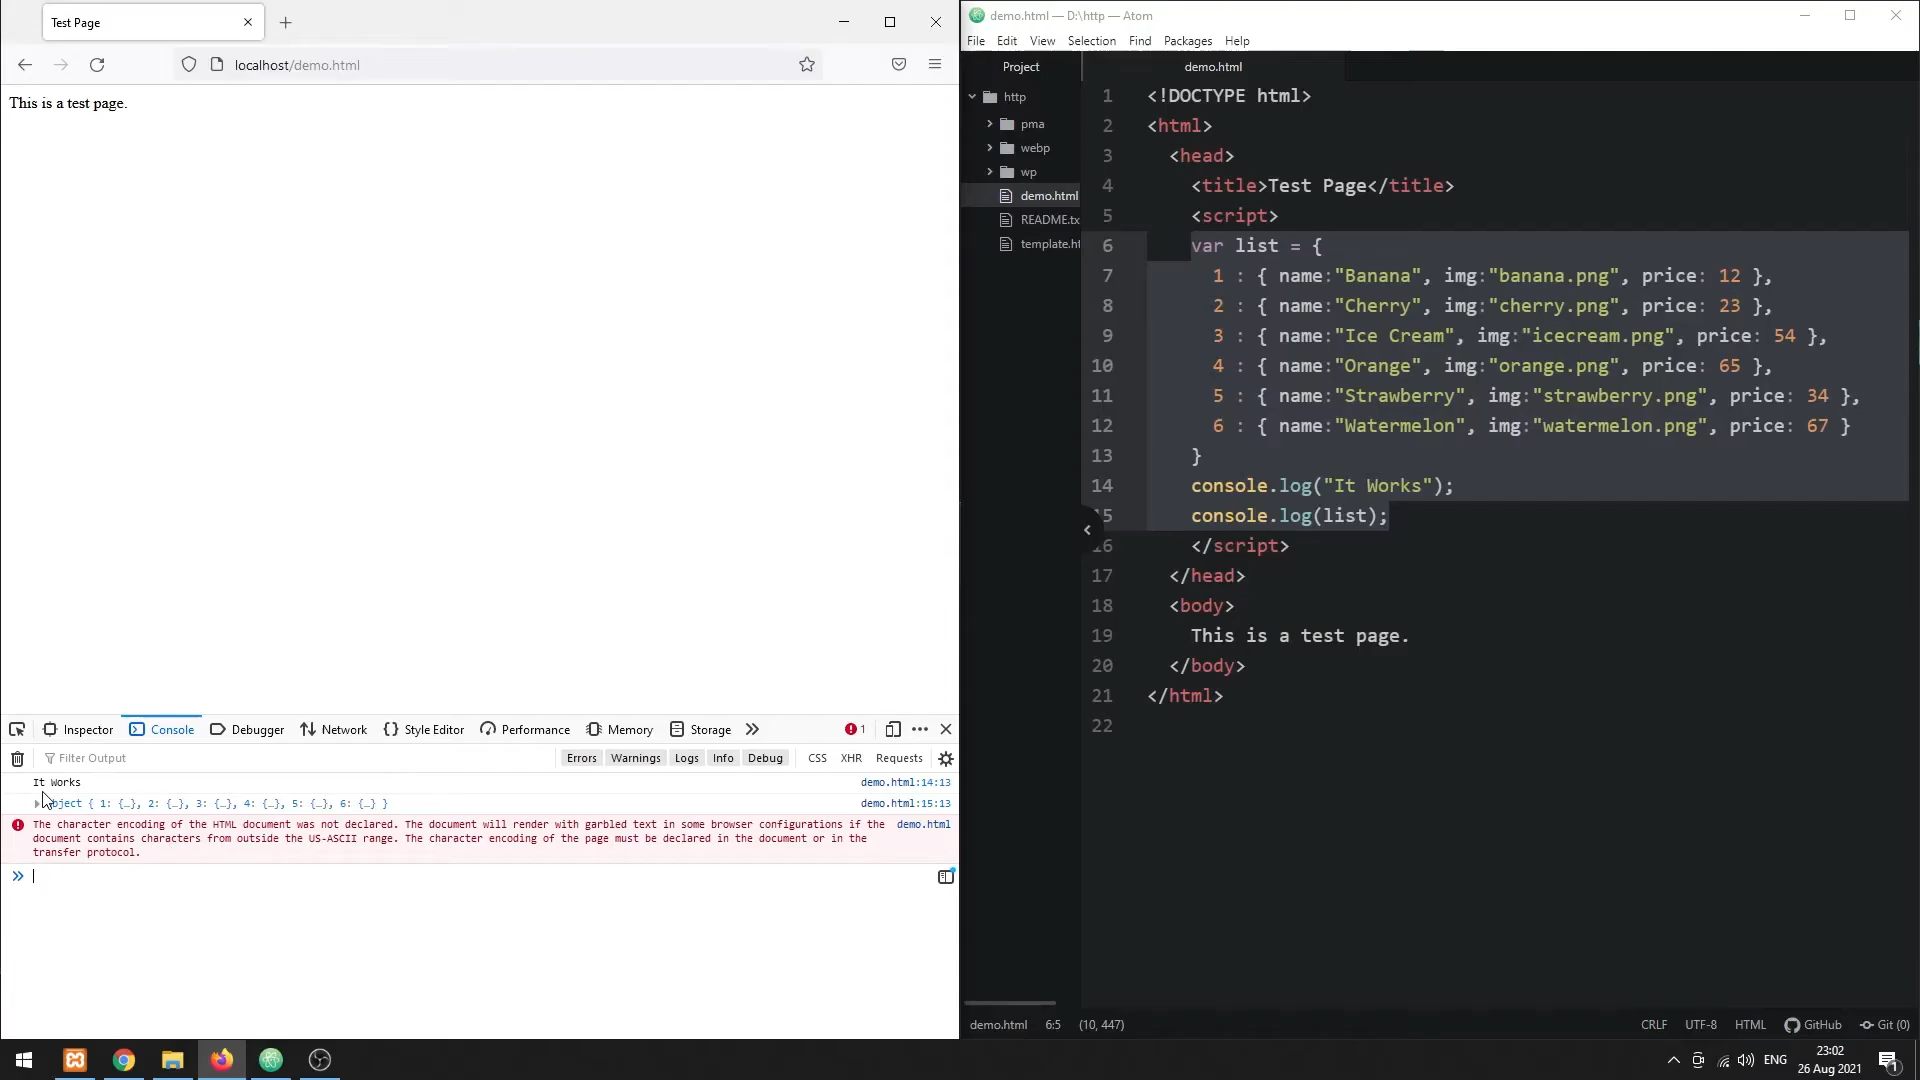 Test Page
localhost/demo.html
This is a test page.
Inspector Console Debugger Network Style Editor Performance Memory Storage 1
Filter Output Errors Warnings Logs Info Debug CSS XHR Requests
It Works demo.html:14:13
bject { 1: {…}, 2: {…}, 3: {…}, 4: {…}, 5: {…}, 6: {…} } demo.html:15:13
The character encoding of the HTML document was not declared. The document will render with garbled text in some browser configurations if the demo.html
document contains characters from outside the US-ASCII range. The character encoding of the page must be declared in the document or in the
transfer protocol.
demo.html — D:\http — Atom
File Edit View Selection Find Packages Help
Project
http
pma
webp
wp
demo.html
README.tx
template.ht
demo.html
1 <!DOCTYPE html>
2 <html>
3 <head>
4 <title>Test Page</title>
5 <script>
6 var list = {
7 1 : { name:"Banana", img:"banana.png", price: 12 },
8 2 : { name:"Cherry", img:"cherry.png", price: 23 },
9 3 : { name:"Ice Cream", img:"icecream.png", price: 54 },
10 4 : { name:"Orange", img:"orange.png", price: 65 },
11 5 : { name:"Strawberry", img:"strawberry.png", price: 34 },
12 6 : { name:"Watermelon", img:"watermelon.png", price: 67 }
13 }
14 console.log("It Works");
15 console.log(list);
16 </script>
17 </head>
18 <body>
19 This is a test page.
20 </body>
21 </html>
22
demo.html 6:5 (10, 447) CRLF UTF-8 HTML GitHub Git (0)
ENG 23:02
26 Aug 2021 1